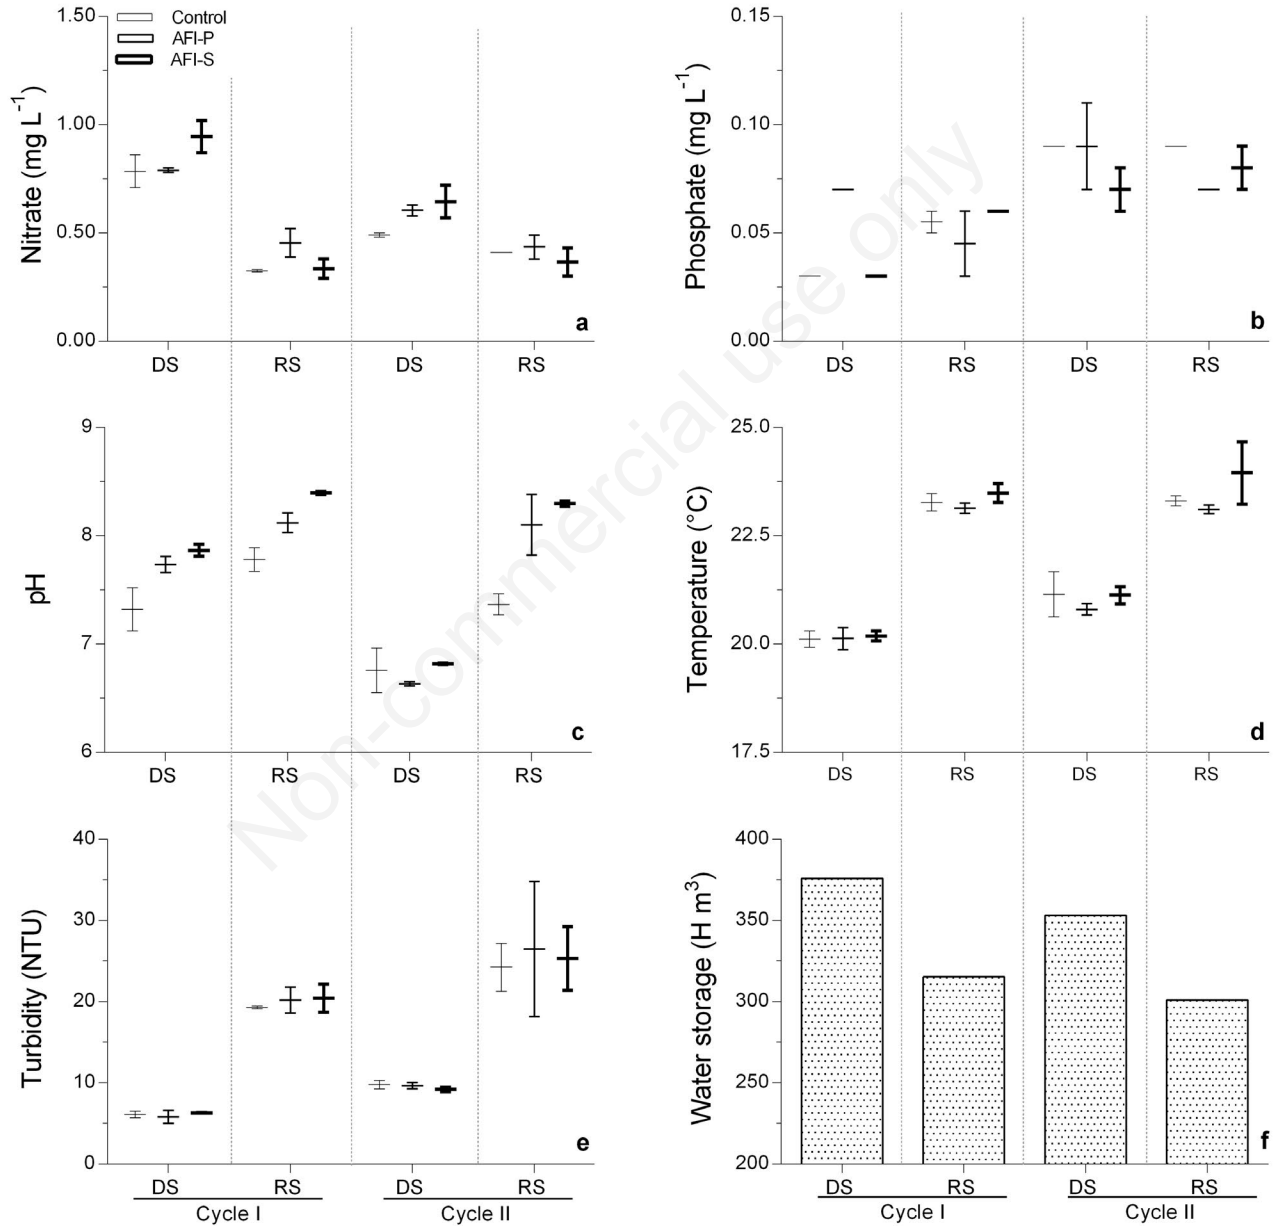 Control
AFI-P
AFI-S
Nitrate (mg L⁻¹)
1.50
1.00
0.50
0.00
DS
RS
DS
RS
a
Phosphate (mg L⁻¹)
0.15
0.10
0.05
0.00
DS
RS
DS
RS
b
pH
9
8
7
6
DS
RS
DS
RS
c
Temperature (°C)
25.0
22.5
20.0
17.5
DS
RS
DS
RS
d
Turbidity (NTU)
40
30
20
10
0
DS
RS
DS
RS
Cycle I
Cycle II
e
Water storage (H m³)
400
350
300
250
200
DS
RS
DS
RS
Cycle I
Cycle II
f
Non-commercial use only